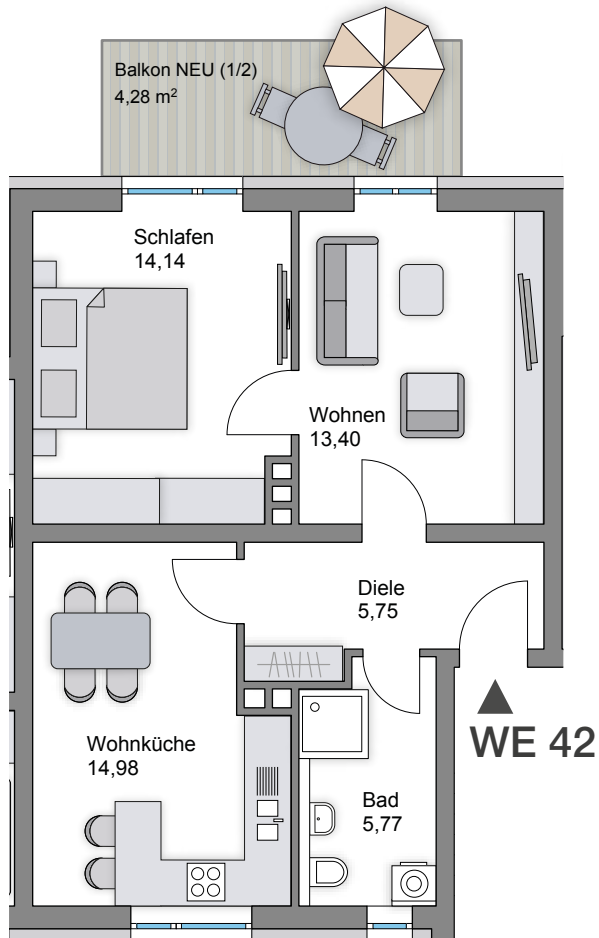 Balkon NEU (1/2)
4,28 m²
Schlafen
14,14
Wohnen
13,40
Diele
5,75
WE 42
Wohnküche
14,98
Bad
5,77